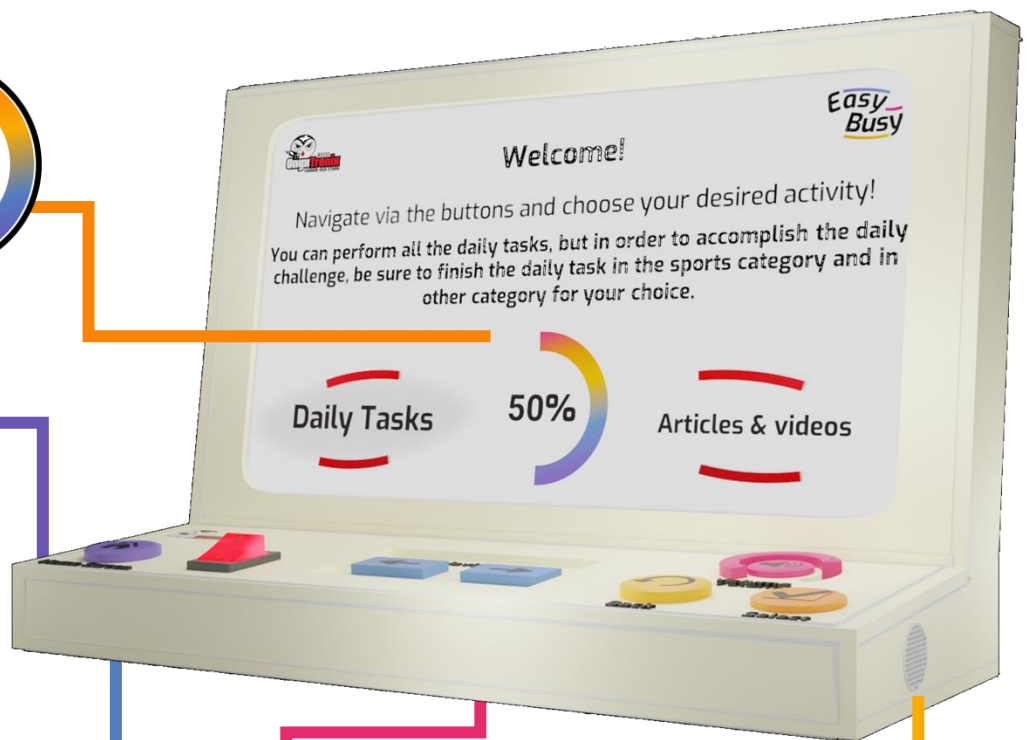 Easy
Busy
Welcome!
Navigate via the buttons and choose your desired activity!
You can perform all the daily tasks, but in order to accomplish the daily
challenge, be sure to finish the daily task in the sports category and in
other category for your choice.
Daily Tasks
50%
Articles & videos
Back
Select